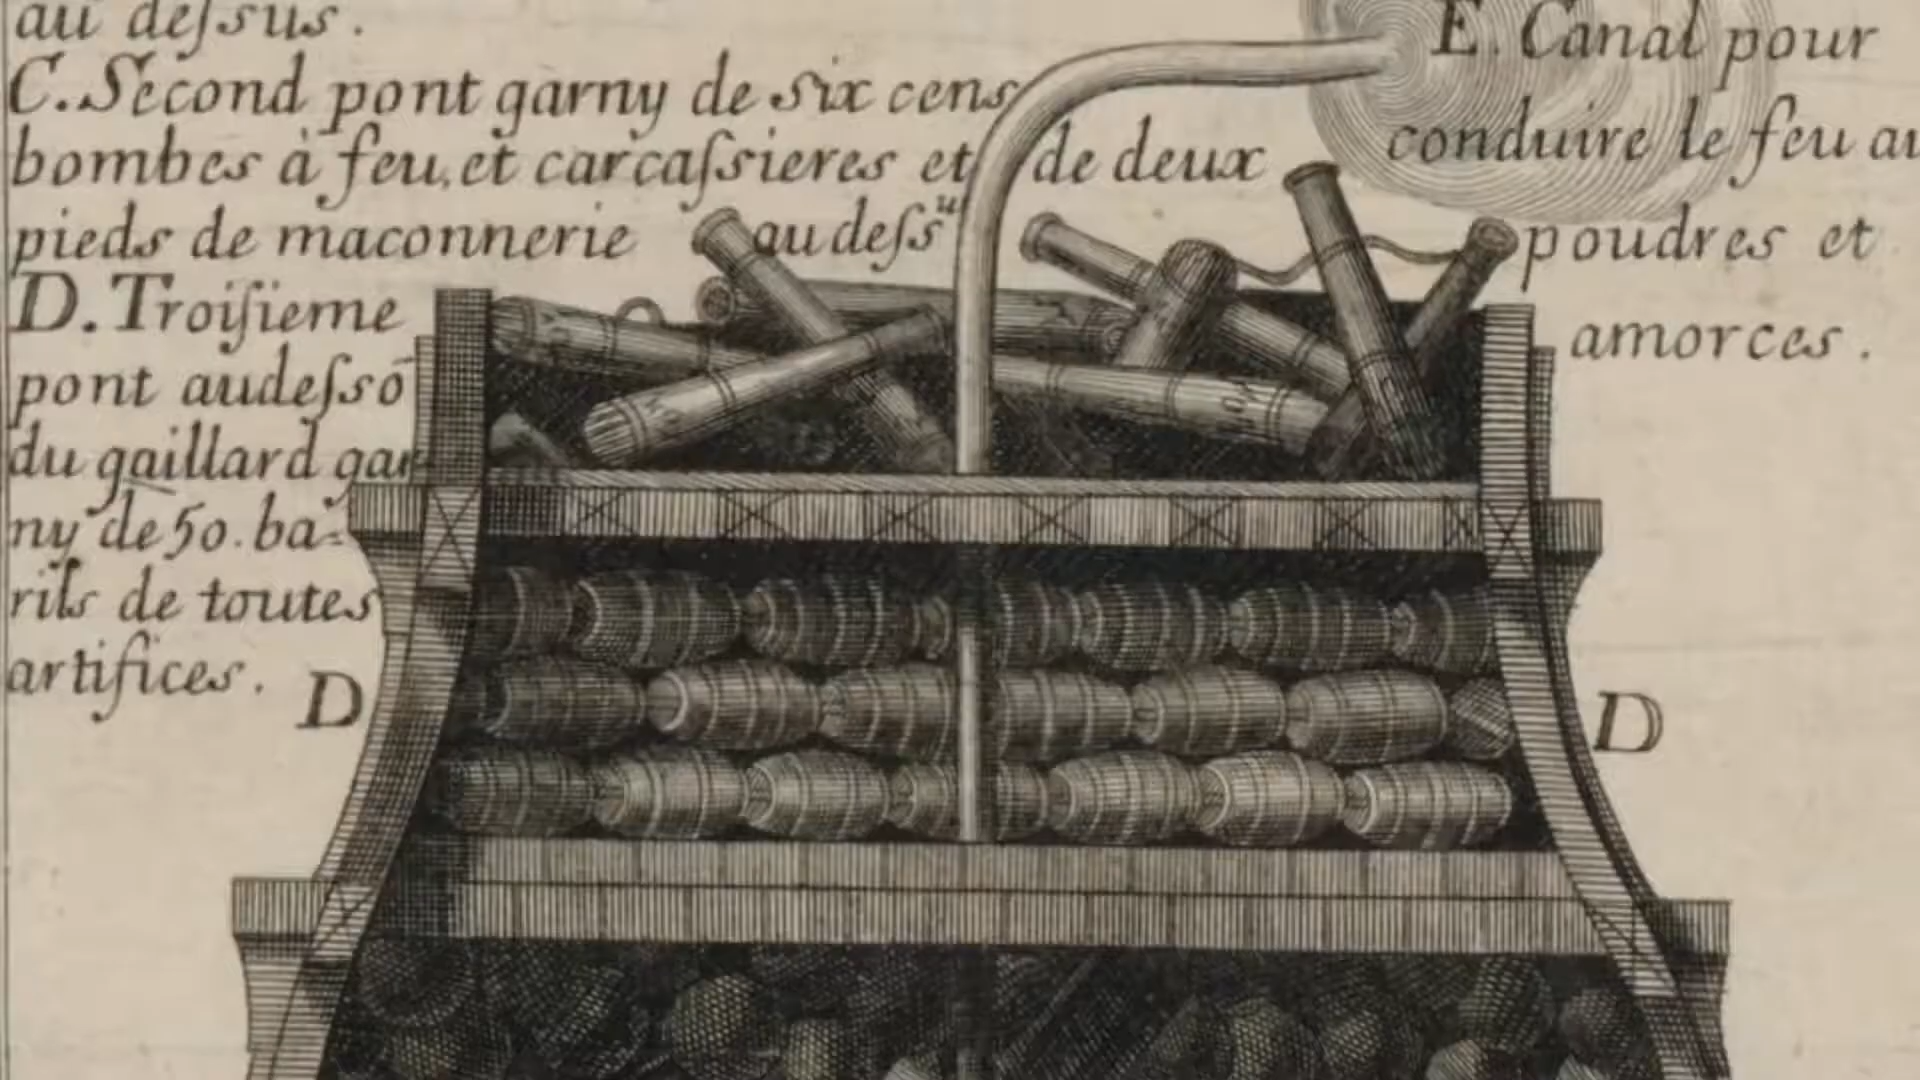 au deſsus.
C. Second pont garny de six cens
bombes à feu, et carcaſsieres et de deux
pieds de maconnerie au deſsᵘ
D. Troiſieme
pont audeſsō
du gaillard gar
ny de 50. ba=
rils de toutes
artifices.
D
E. Canal pour
conduire le feu au
poudres et
amorces.
D